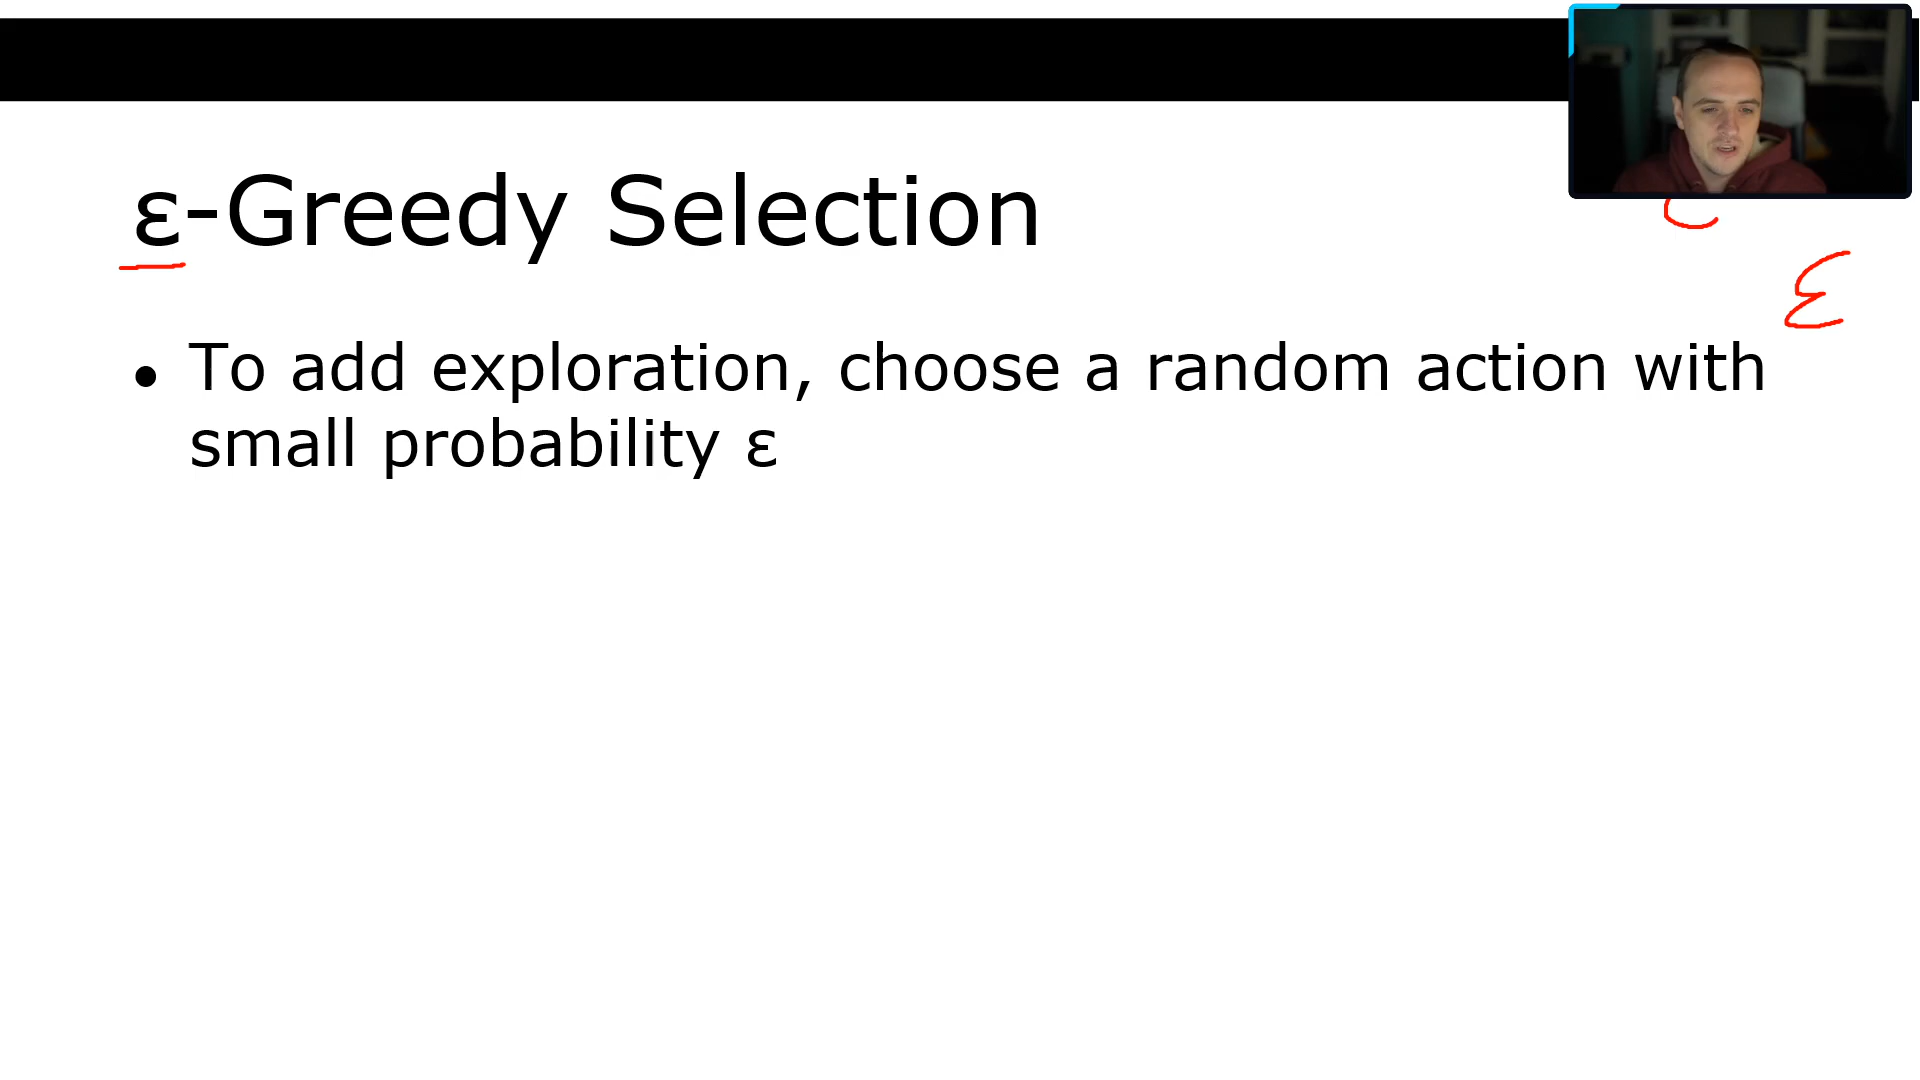 ε-Greedy Selection
ε
• To add exploration, choose a random action with
small probability ε